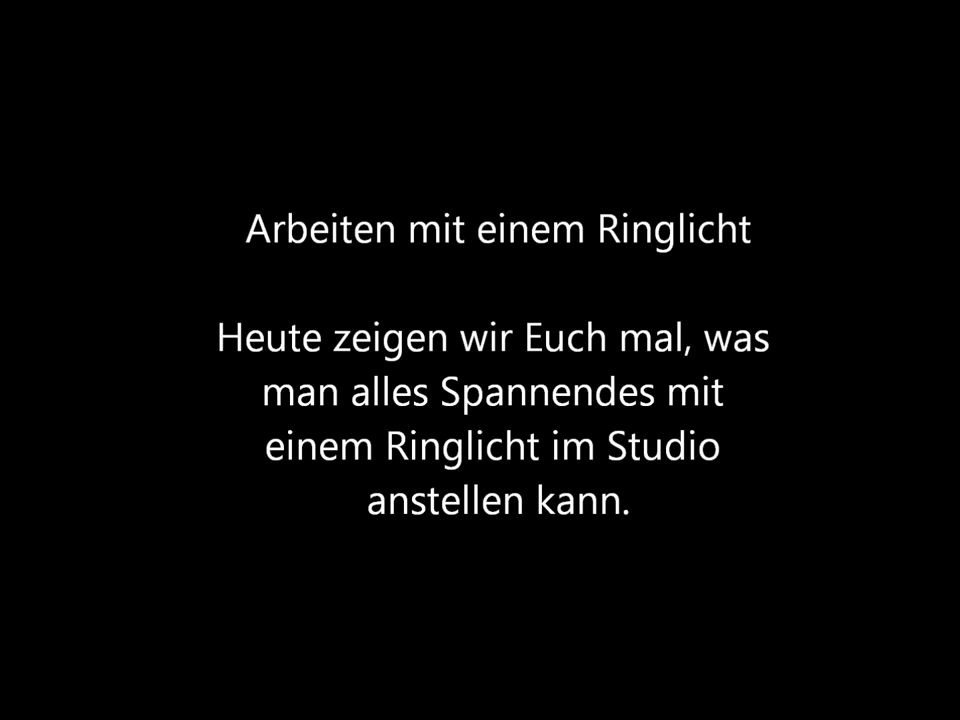 Arbeiten mit einem Ringlicht
Heute zeigen wir Euch mal, was
man alles Spannendes mit
einem Ringlicht im Studio
anstellen kann.